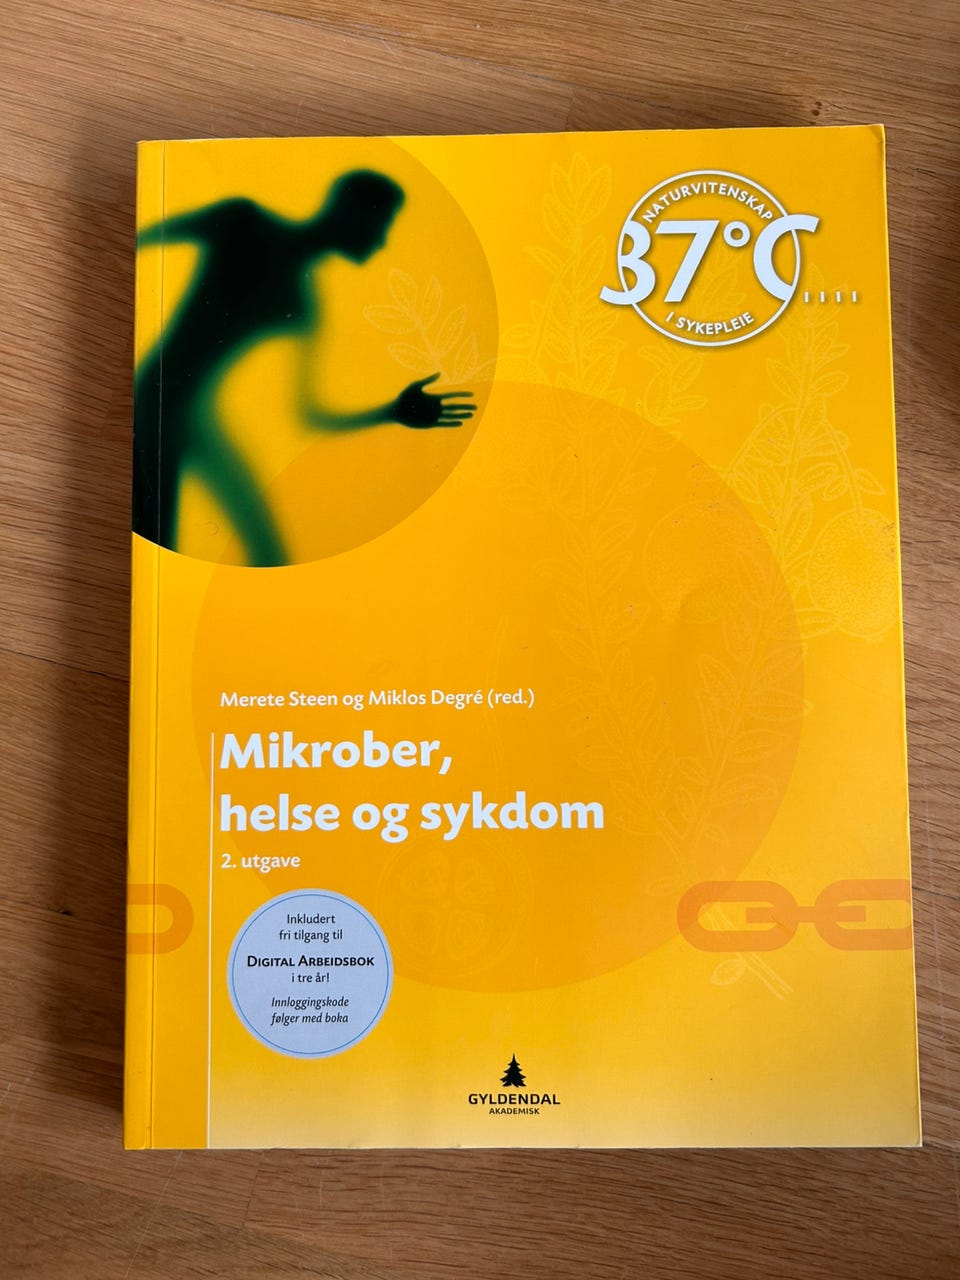 NATURVITENSKAP
37°C
I SYKEPLEIE
Merete Steen og Miklos Degré (red.)
Mikrober,
helse og sykdom
2. utgave
Inkludert
fri tilgang til
DIGITAL ARBEIDSBOK
i tre år!
Innloggingskode
følger med boka
GYLDENDAL
AKADEMISK